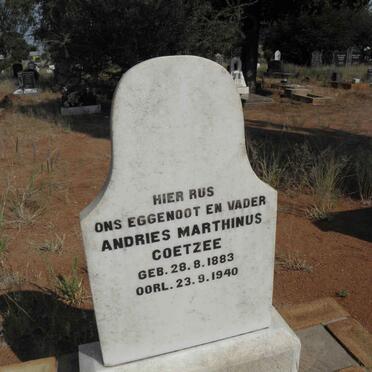 HIER RUS
ONS EGGENOOT EN VADER
ANDRIES MARTHINUS
COETZEE
GEB. 28.8.1883
OORL. 23.9.1940